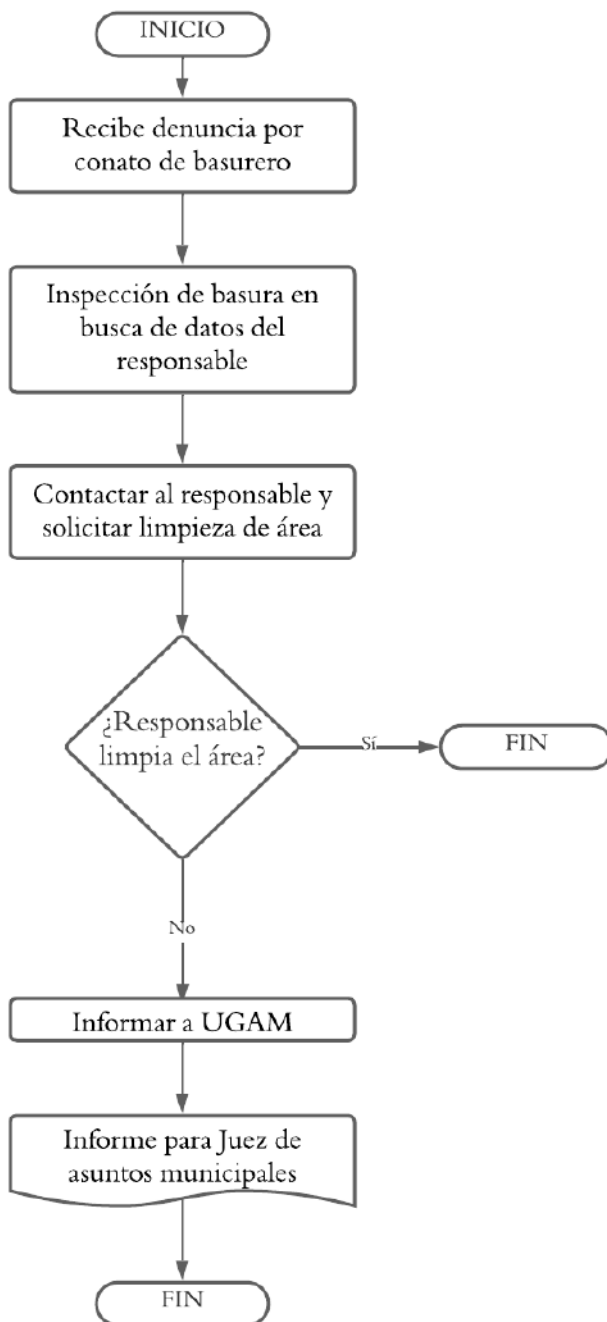 INICIO
Recibe denuncia por
conato de basurero
Inspección de basura en
busca de datos del
responsable
Contactar al responsable y
solicitar limpieza de área
¿Responsable
limpia el área?
Sí
FIN
No
Informar a UGAM
Informe para Juez de
asuntos municipales
FIN